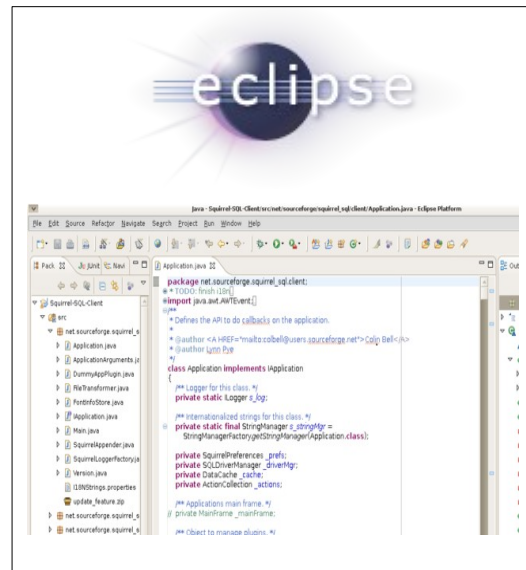 eclipse
Java - Squirrel-SQL-Client/src/net/sourceforge/squirrel_sql/client/Application.java - Eclipse Platform
File Edit Source Refactor Navigate Search Project Run Window Help
Pack JUnit Navi
Application.java
Out
Squirrel-SQL-Client
src
net.sourceforge.squirrel_s
Application.java
ApplicationArguments.ja
DummyAppPlugin.java
FileTransformer.java
FontInfoStore.java
IApplication.java
Main.java
SquirrelAppender.java
SquirrelLoggerFactory.ja
Version.java
I18NStrings.properties
update_feature.zip
net.sourceforge.squirrel_s
net.sourceforge.squirrel_s
package net.sourceforge.squirrel_sql.client;
* TODO: finish i18n
import java.awt.AWTEvent;
/**
* Defines the API to do callbacks on the application.
*
* @author <A HREF="mailto:colbell@users.sourceforge.net">Colin Bell</A>
* @author Lynn Pye
*/
class Application implements IApplication
{
/** Logger for this class. */
private static ILogger s_log;
/** Internationalized strings for this class. */
private static final StringManager s_stringMgr =
StringManagerFactory.getStringManager(Application.class);
private SquirrelPreferences _prefs;
private SQLDriverManager _driverMgr;
private DataCache _cache;
private ActionCollection _actions;
/** Applications main frame. */
// private MainFrame _mainFrame;
/** Object to manage plugins. */